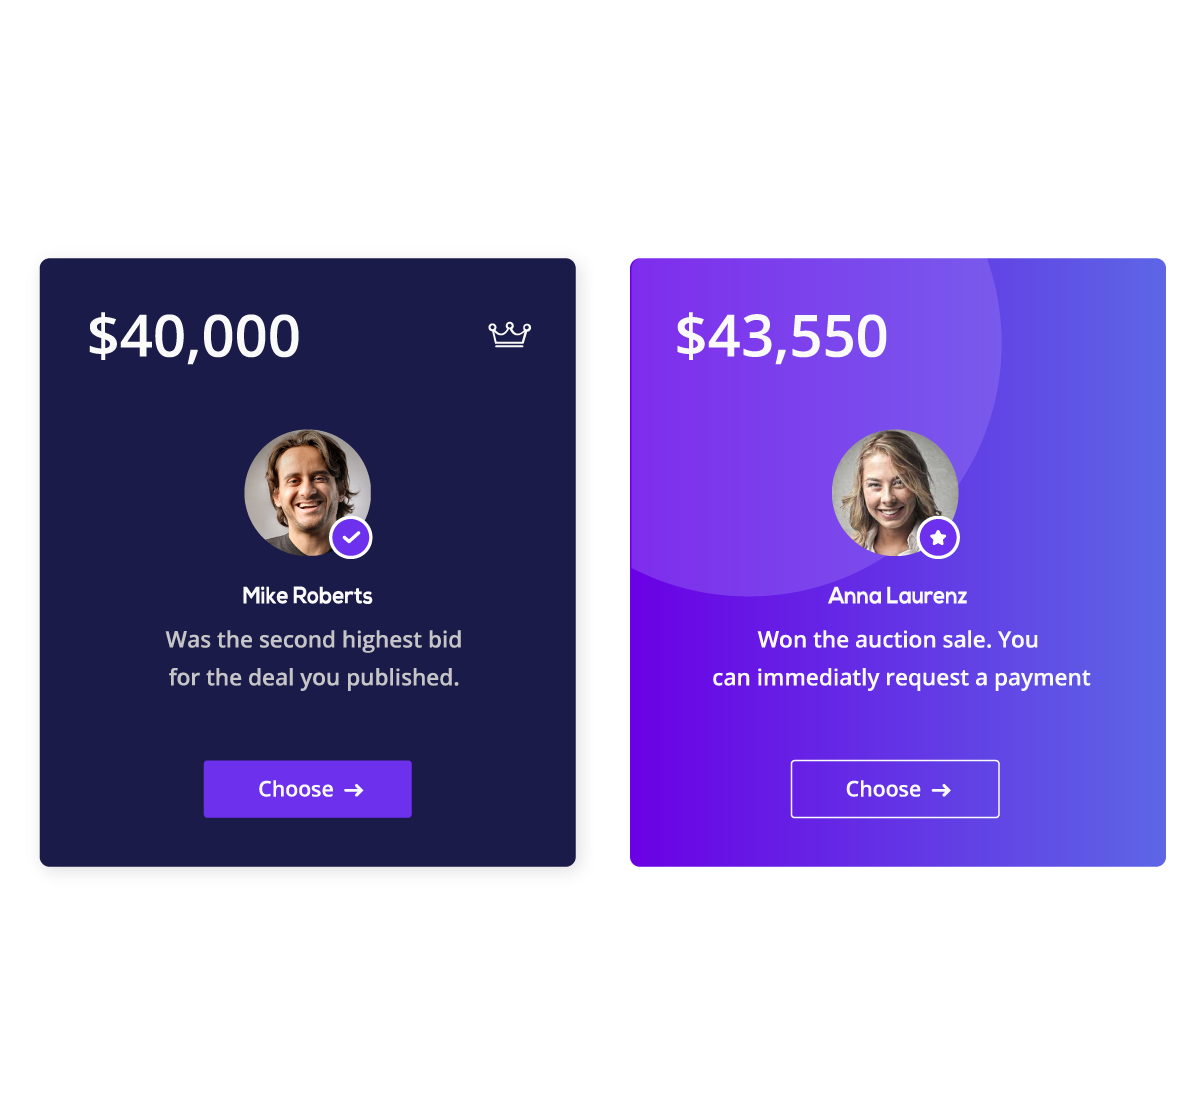 $40,000
Mike Roberts
Was the second highest bid
for the deal you published.
Choose →
$43,550
Anna Laurenz
Won the auction sale. You
can immediatly request a payment
Choose →